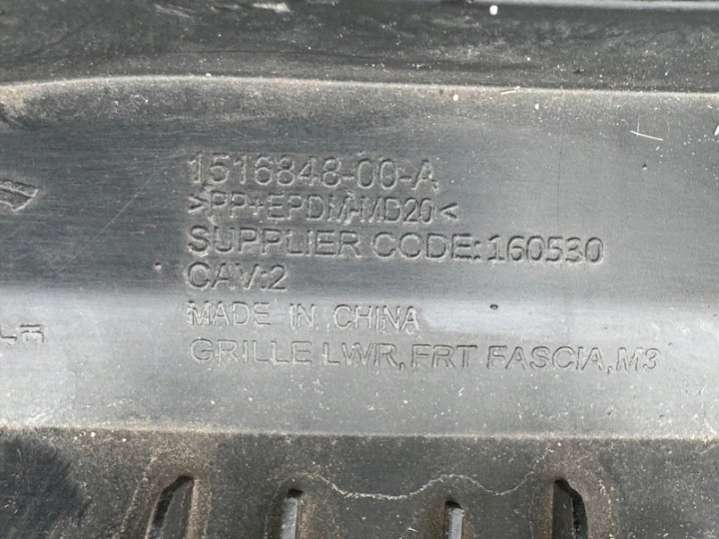 1516848-00-A
>PP+EPDM-MD20<
SUPPLIER CODE:160530
CAV:2
MADE IN CHINA
GRILLE LWR, FRT FASCIA, M3